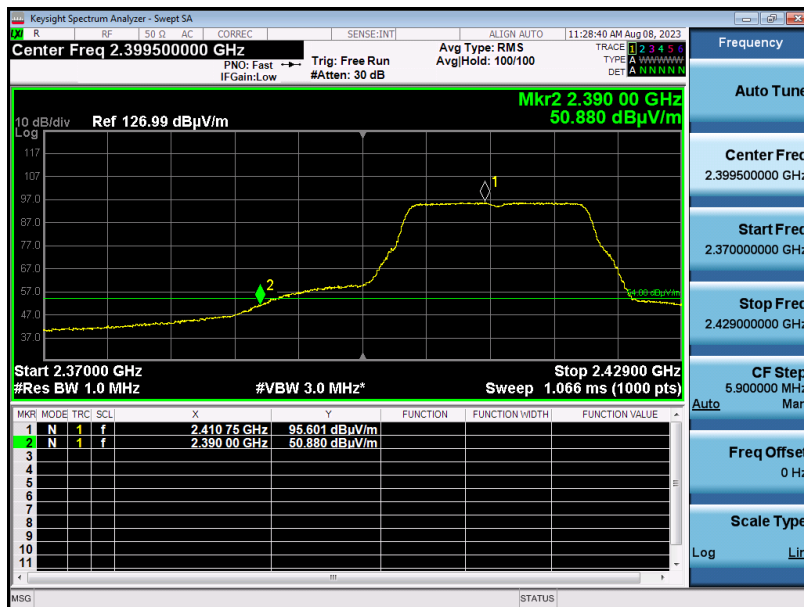 Keysight Spectrum Analyzer - Swept SA
LXI R RF 50 Ω AC CORREC SENSE:INT ALIGN AUTO 11:28:40 AM Aug 08, 2023
Center Freq 2.399500000 GHz
PNO: Fast
IFGain:Low
Trig: Free Run
#Atten: 30 dB
Avg Type: RMS
Avg|Hold: 100/100
TRACE 1 2 3 4 5 6
TYPE A W W W W W
DET A N N N N N
Mkr2 2.390 00 GHz
50.880 dBµV/m
10 dB/div Ref 126.99 dBµV/m
Log
117
107
97.0
87.0
77.0
67.0
57.0
47.0
37.0
1
2
Start 2.37000 GHz Stop 2.42900 GHz
#Res BW 1.0 MHz #VBW 3.0 MHz* Sweep 1.066 ms (1000 pts)
MKR MODE TRC SCL X Y FUNCTION FUNCTION WIDTH FUNCTION VALUE
1 N 1 f 2.410 75 GHz 95.601 dBµV/m
2 N 1 f 2.390 00 GHz 50.880 dBµV/m
3
4
5
6
7
8
9
10
11
MSG STATUS
Frequency
Auto Tune
Center Freq
2.399500000 GHz
Start Freq
2.370000000 GHz
Stop Freq
2.429000000 GHz
CF Step
5.900000 MHz
Auto Man
Freq Offset
0 Hz
Scale Type
Log Lin